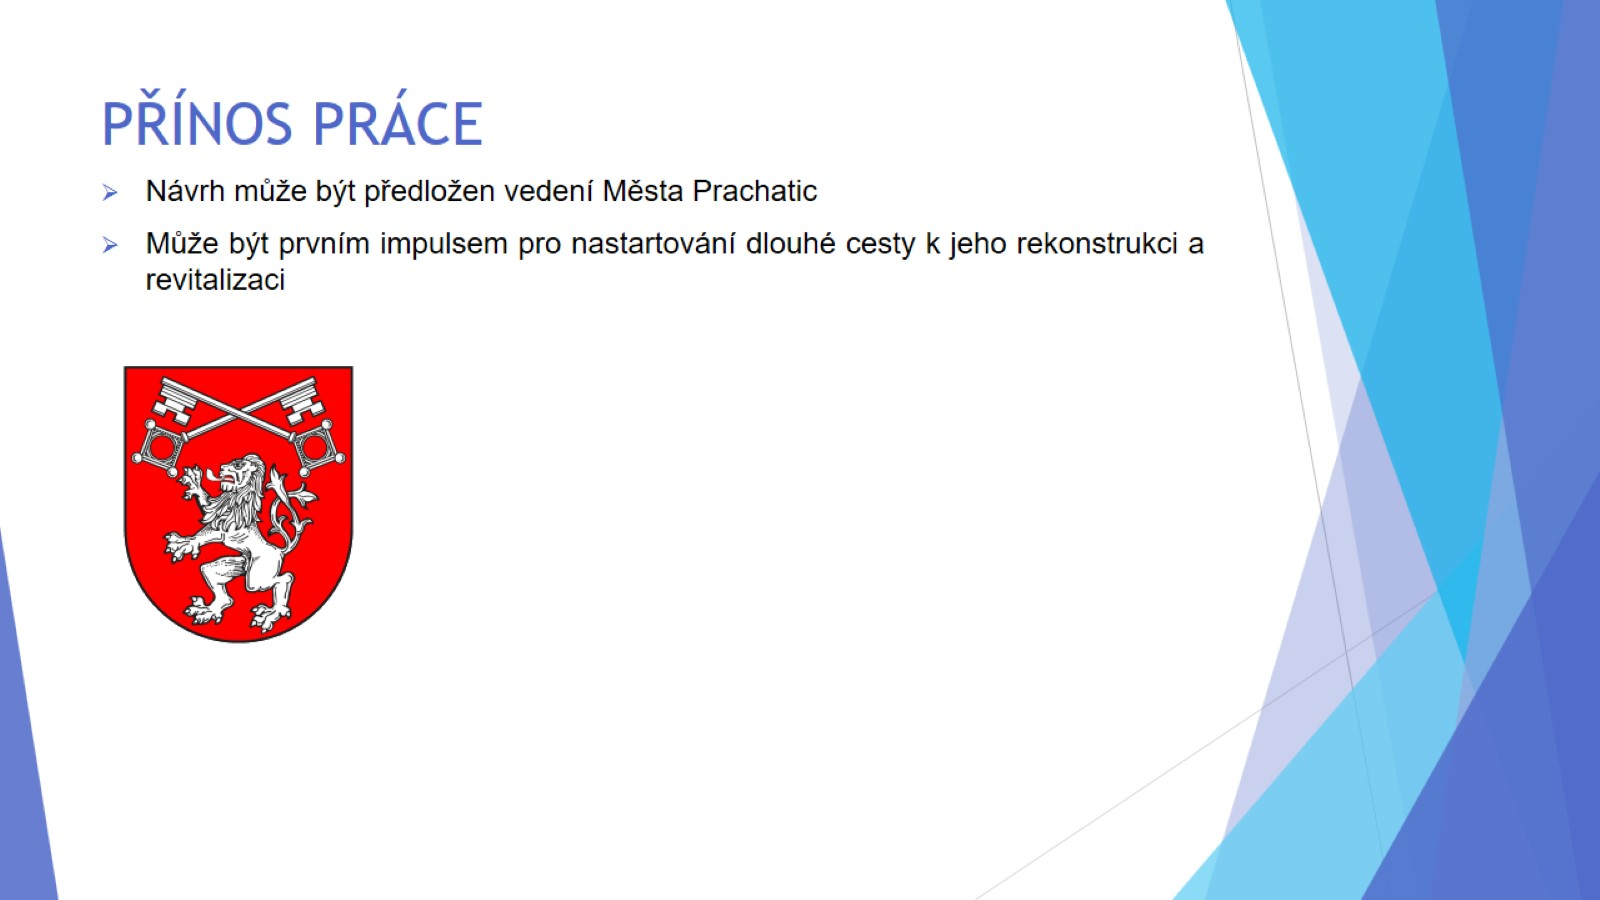 PŘÍNOS PRÁCE
Návrh může být předložen vedení Města Prachatic
Může být prvním impulsem pro nastartování dlouhé cesty k jeho rekonstrukci a
revitalizaci